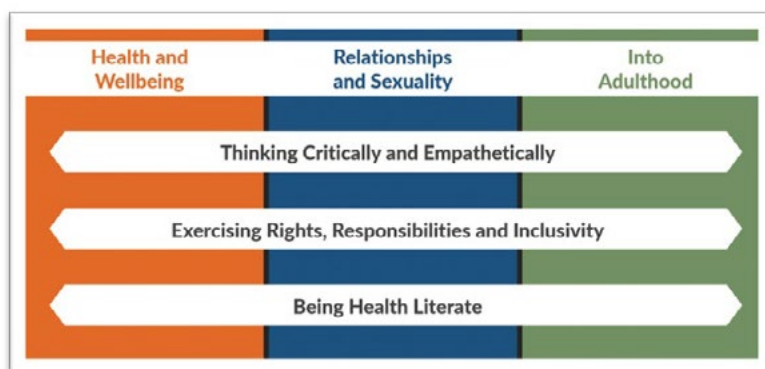 Health and
Wellbeing
Relationships
and Sexuality
Into
Adulthood
Thinking Critically and Empathetically
Exercising Rights, Responsibilities and Inclusivity
Being Health Literate